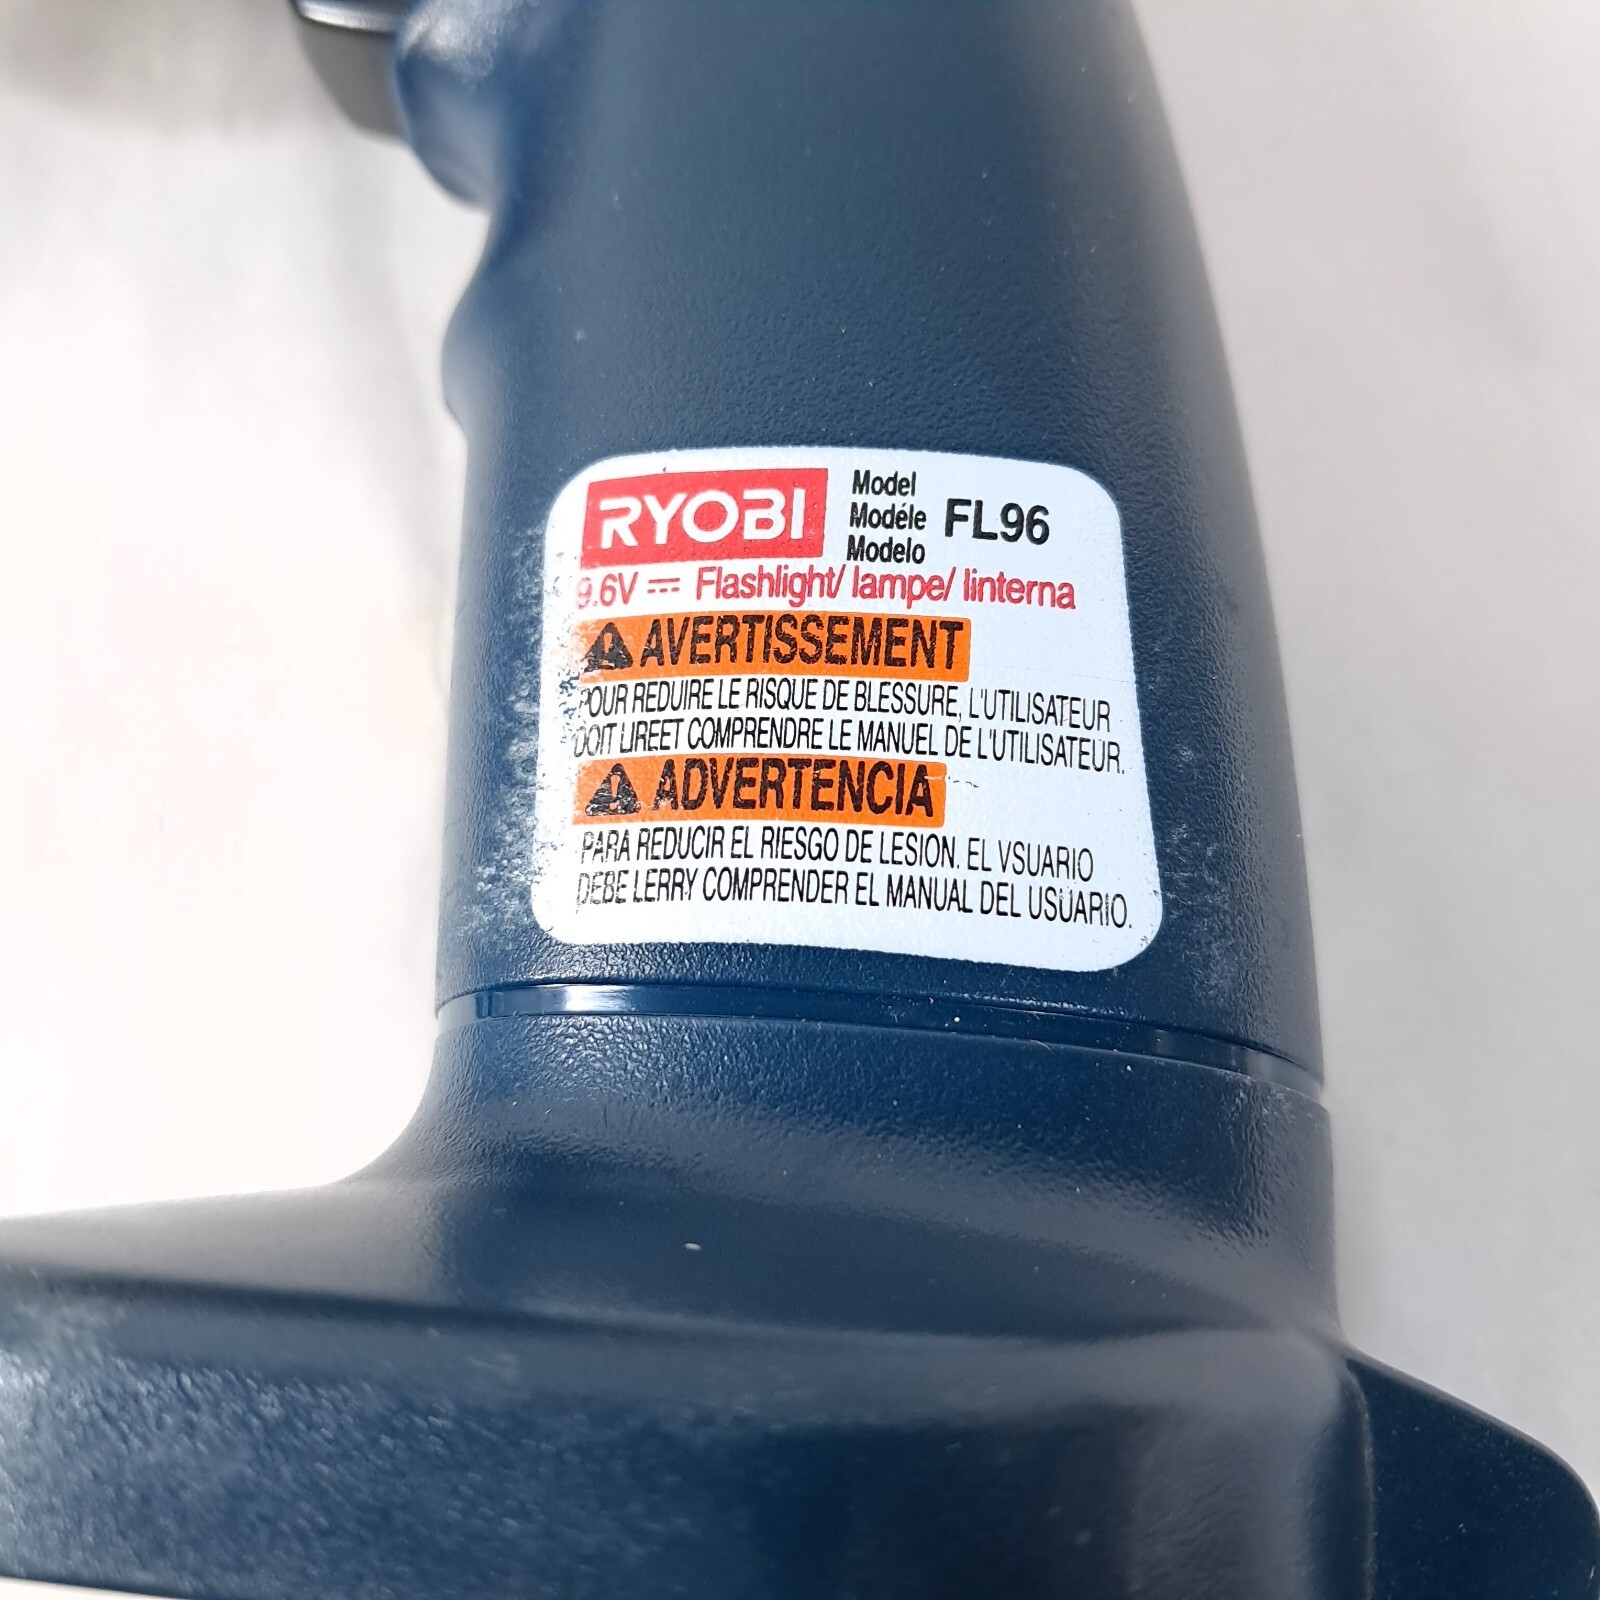 RYOBI
Model
Modéle FL96
Modelo
9.6V Flashlight/ lampe/ linterna
AVERTISSEMENT
POUR REDUIRE LE RISQUE DE BLESSURE, L'UTILISATEUR
DOIT LIREET COMPRENDRE LE MANUEL DE L'UTILISATEUR.
ADVERTENCIA
PARA REDUCIR EL RIESGO DE LESION. EL VSUARIO
DEBE LERRY COMPRENDER EL MANUAL DEL USUARIO.